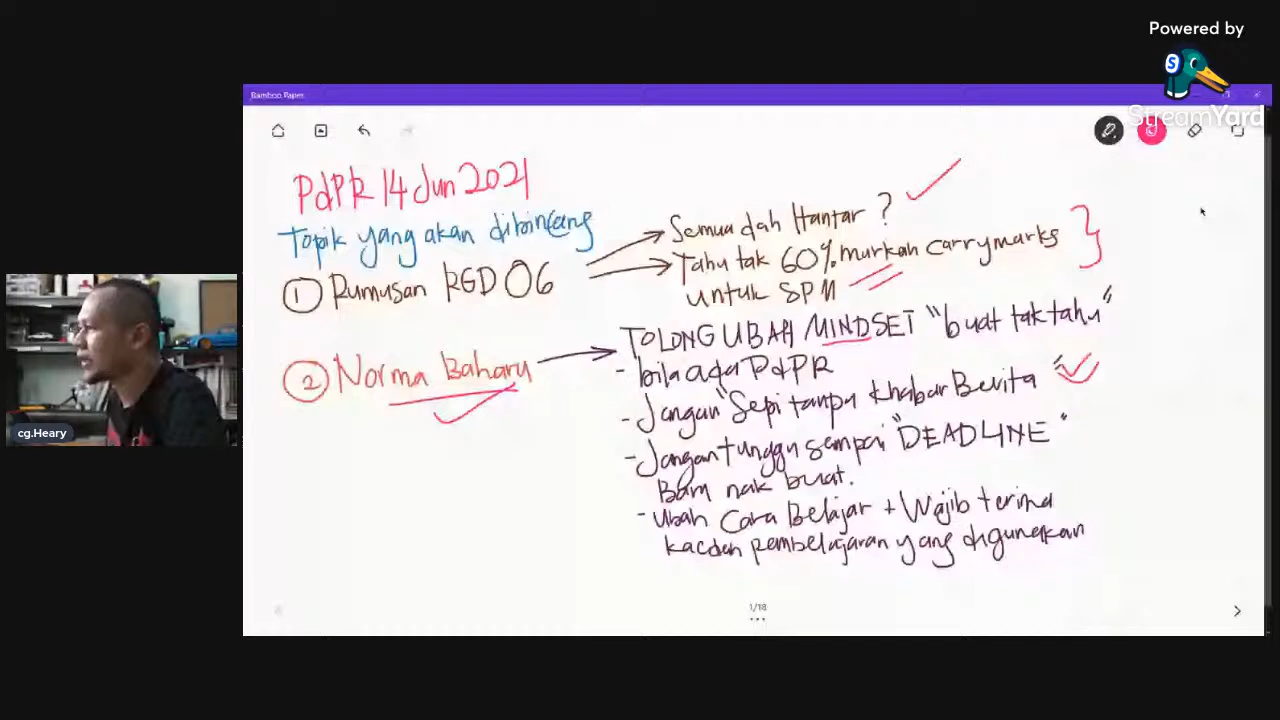 Powered by
StreamYard
Bamboo Paper
PdPR 14 Jun 2021
Topik yang akan dibincang
① Rumusan RGD 06
Semua dah Hantar ?
Tahu tak 60% markah carrymarks
untuk SPM
② Norma Baharu
TOLONG UBAH MINDSET "buat tak tahu"
- bila ada PdPR
- Jangan "Sepi tanpa khabar Berita"
- Jangan tunggu sampai "DEADLINE"
Baru nak buat.
- Ubah Cara Belajar + Wajib terima
kaedah pembelajaran yang digunakan
cg.Heary
1/18